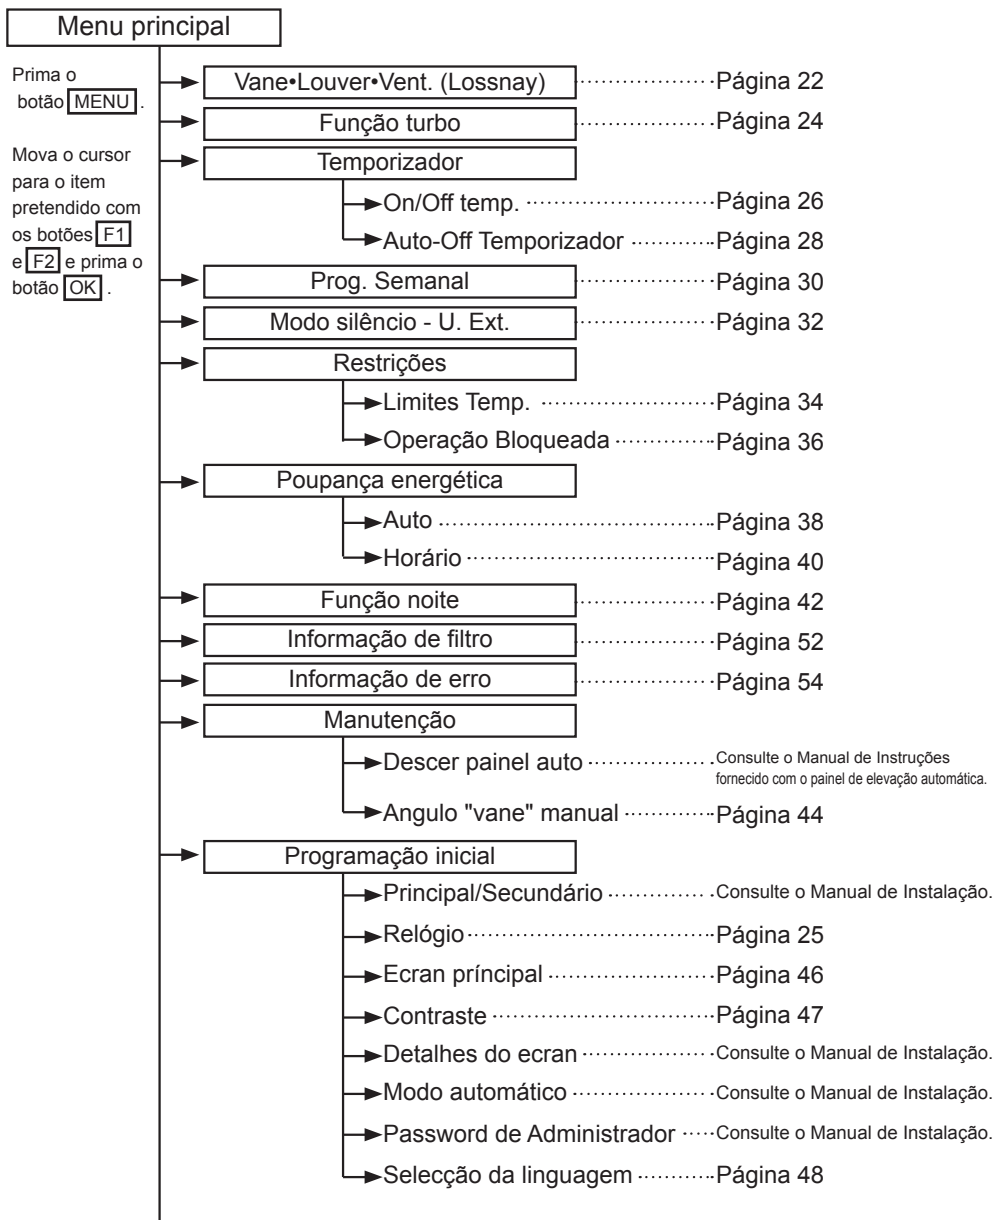 Menu principal
Prima o
botão MENU .
Mova o cursor
para o item
pretendido com
os botões F1
e F2 e prima o
botão OK .
Vane•Louver•Vent. (Lossnay) Página 22
Função turbo Página 24
Temporizador
On/Off temp. Página 26
Auto-Off Temporizador Página 28
Prog. Semanal Página 30
Modo silêncio - U. Ext. Página 32
Restrições
Limites Temp. Página 34
Operação Bloqueada Página 36
Poupança energética
Auto Página 38
Horário Página 40
Função noite Página 42
Informação de filtro Página 52
Informação de erro Página 54
Manutenção
Descer painel auto Consulte o Manual de Instruções
fornecido com o painel de elevação automática.
Angulo "vane" manual Página 44
Programação inicial
Principal/Secundário Consulte o Manual de Instalação.
Relógio Página 25
Ecran príncipal Página 46
Contraste Página 47
Detalhes do ecran Consulte o Manual de Instalação.
Modo automático Consulte o Manual de Instalação.
Password de Administrador Consulte o Manual de Instalação.
Selecção da linguagem Página 48